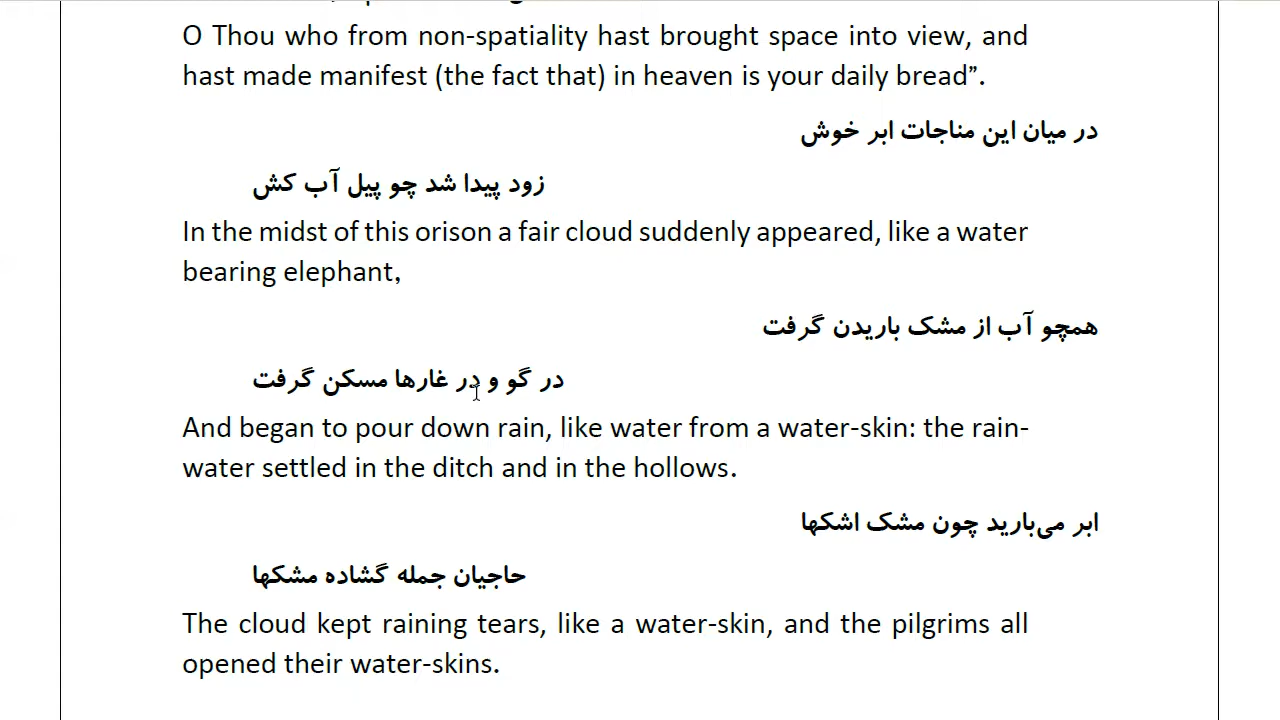 O Thou who from non-spatiality hast brought space into view, and
hast made manifest (the fact that) in heaven is your daily bread”.
در میان این مناجات ابر خوش
زود پیدا شد چو پیل آب کش
In the midst of this orison a fair cloud suddenly appeared, like a water
bearing elephant,
همچو آب از مشک باریدن گرفت
در گو و در غارها مسکن گرفت
And began to pour down rain, like water from a water-skin: the rain-
water settled in the ditch and in the hollows.
ابر می‌بارید چون مشک اشکها
حاجیان جمله گشاده مشکها
The cloud kept raining tears, like a water-skin, and the pilgrims all
opened their water-skins.